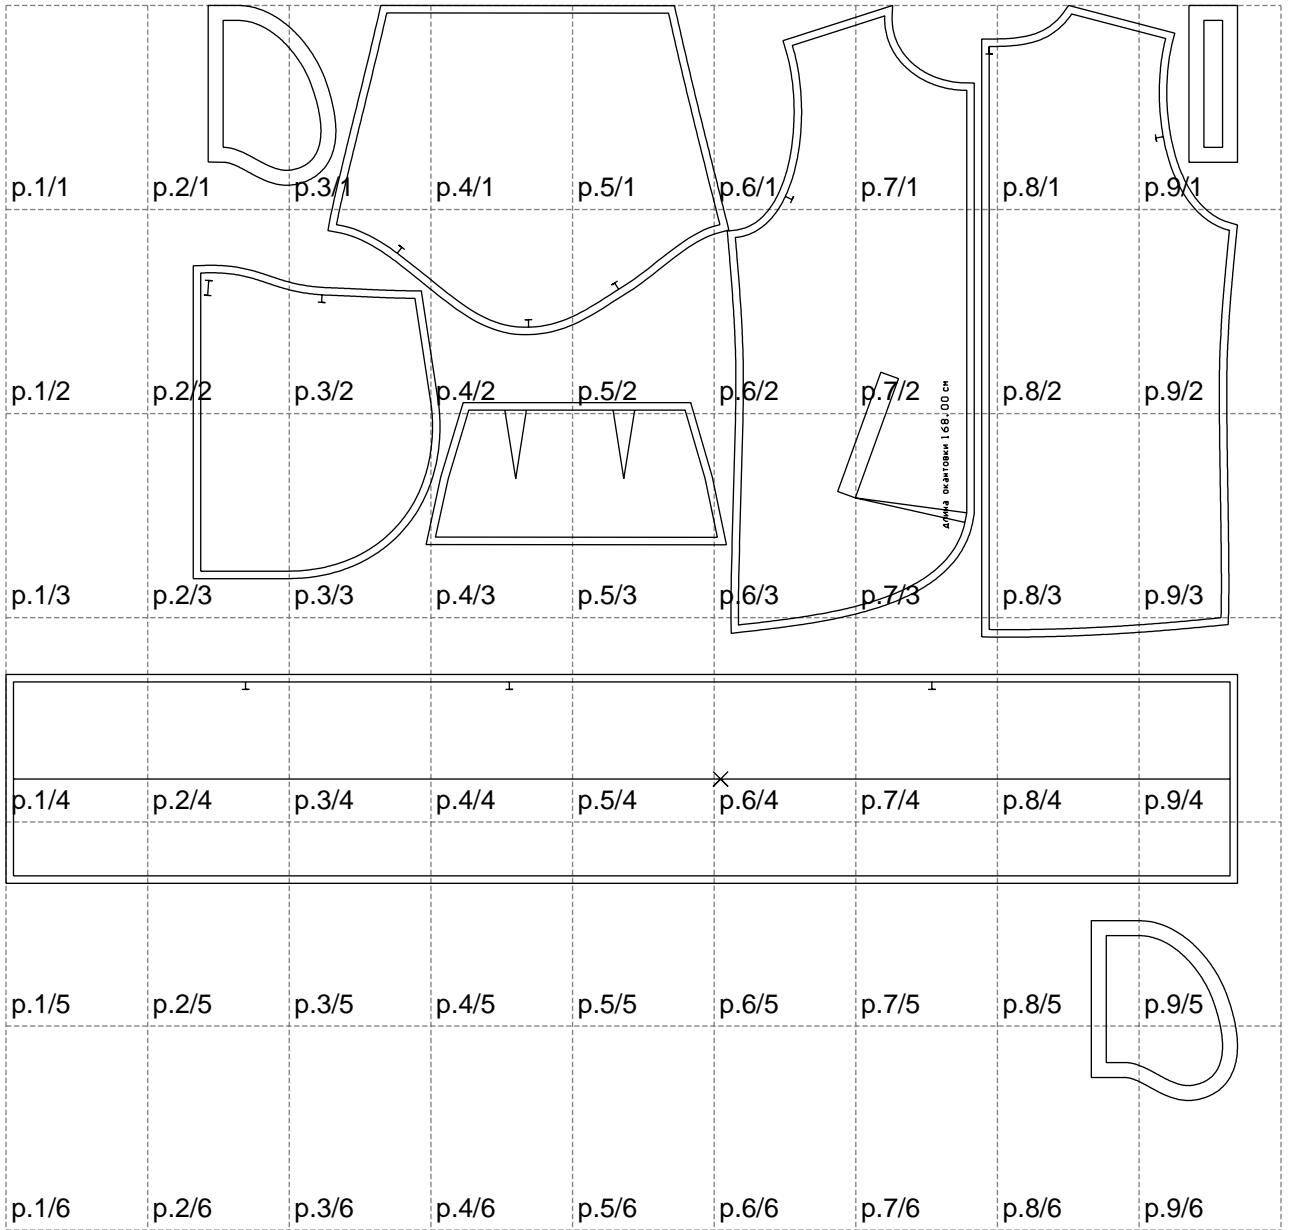 p.1/1 p.2/1 p.3/1 p.4/1 p.5/1 p.6/1 p.7/1 p.8/1 p.9/1
p.1/2 p.2/2 p.3/2 p.4/2 p.5/2 p.6/2 p.7/2 p.8/2 p.9/2
длина окантовки 168.00 см
p.1/3 p.2/3 p.3/3 p.4/3 p.5/3 p.6/3 p.7/3 p.8/3 p.9/3
p.1/4 p.2/4 p.3/4 p.4/4 p.5/4 p.6/4 p.7/4 p.8/4 p.9/4
p.1/5 p.2/5 p.3/5 p.4/5 p.5/5 p.6/5 p.7/5 p.8/5 p.9/5
p.1/6 p.2/6 p.3/6 p.4/6 p.5/6 p.6/6 p.7/6 p.8/6 p.9/6